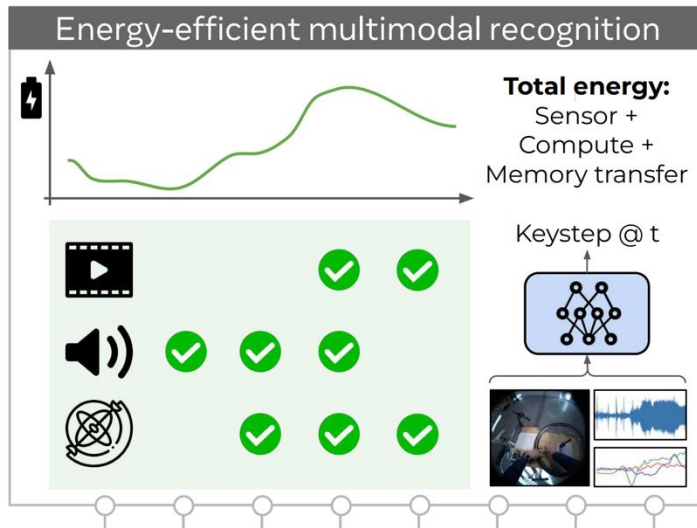 Energy-efficient multimodal recognition
Total energy:
Sensor +
Compute +
Memory transfer
Keystep @ t